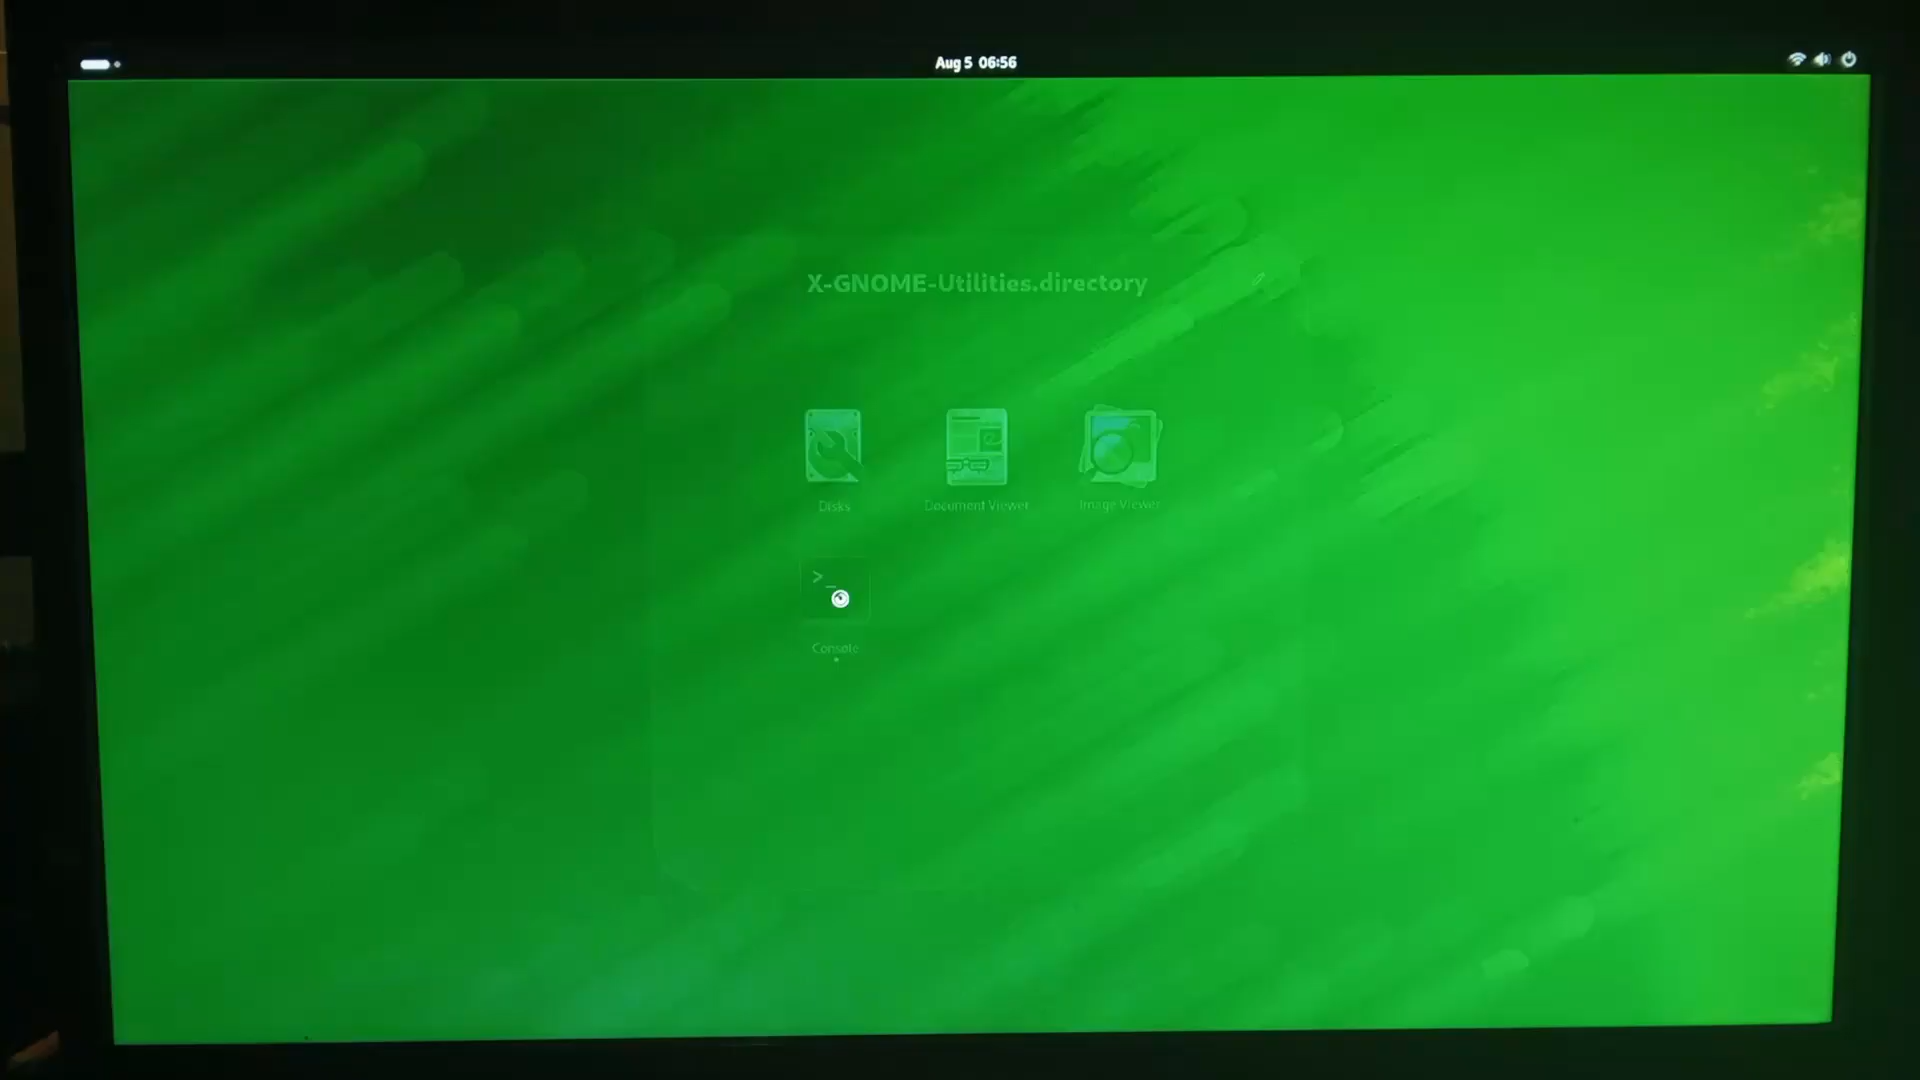 Aug 5 06:56
X-GNOME-Utilities.directory
Disks
Document Viewer
Image Viewer
>_
Console